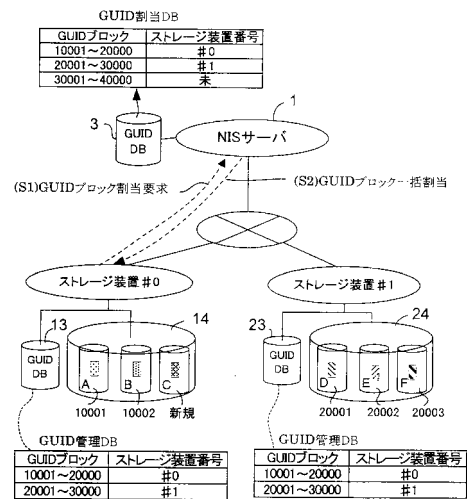 GUID割当DB
GUIDブロック ストレージ装置番号
10001～20000 #0
20001～30000 #1
30001～40000 未
1
3
GUID
DB
NISサーバ
(S1)GUIDブロック割当要求
(S2)GUIDブロック一括割当
ストレージ装置#0
ストレージ装置#1
13
14
23
24
GUID
DB
A
B
C
10001
10002
新規
GUID
DB
D
E
F
20001
20002
20003
GUID管理DB
GUIDブロック ストレージ装置番号
10001～20000 #0
20001～30000 #1
GUID管理DB
GUIDブロック ストレージ装置番号
10001～20000 #0
20001～30000 #1